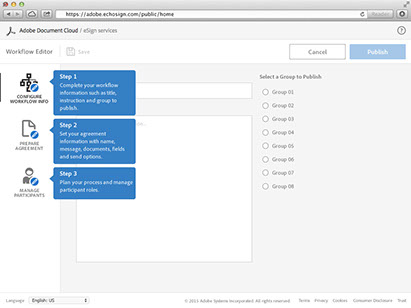 https://adobe.echosign.com/public/home
Reader
Adobe Document Cloud / eSign services
Workflow Editor
Save
Cancel
Publish
CONFIGURE
WORKFLOW INFO
Step 1
Complete your workflow
information such as title,
instruction and group to
publish.
Select a Group to Publish
Group 01
Group 02
Group 03
Group 04
Group 05
Group 06
Group 07
Group 08
PREPARE
AGREEMENT
Step 2
Set your agreement
information with name,
message, documents, fields
and send options.
MANAGE
PARTICIPANTS
Step 3
Plan your process and manage
participant roles.
Language
English: US
© 2015 Adobe Systems Incorporated. All rights reserved.
Terms
Privacy
Cookies
Consumer Disclosure
Trust